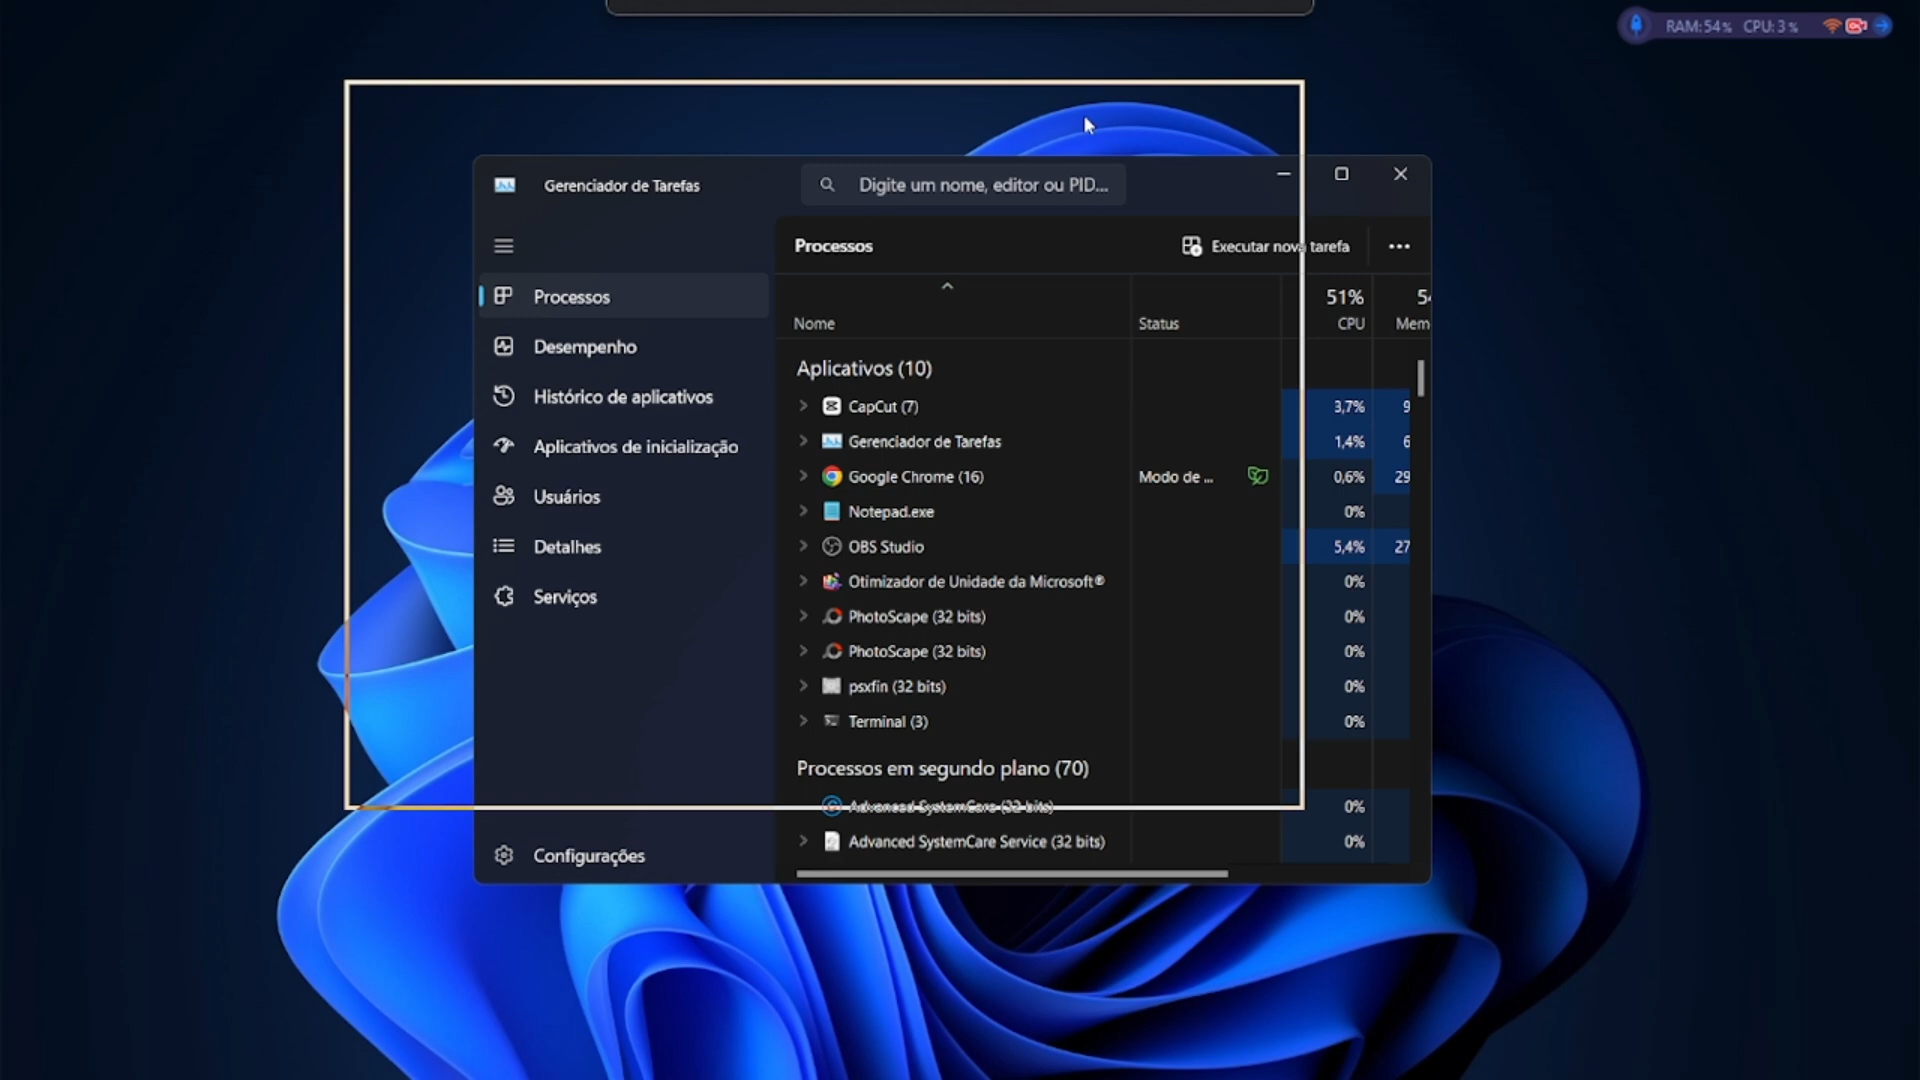 RAM: 54% CPU: 3%
Gerenciador de Tarefas
Digite um nome, editor ou PID...
Processos
Executar nova tarefa
Processos
Desempenho
Histórico de aplicativos
Aplicativos de inicialização
Usuários
Detalhes
Serviços
Configurações
51%
54
Nome
Status
CPU
Mem
Aplicativos (10)
CapCut (7)
3,7%
9
Gerenciador de Tarefas
1,4%
6
Google Chrome (16)
Modo de ...
0,6%
29
Notepad.exe
0%
OBS Studio
5,4%
27
Otimizador de Unidade da Microsoft®
0%
PhotoScape (32 bits)
0%
PhotoScape (32 bits)
0%
psxfin (32 bits)
0%
Terminal (3)
0%
Processos em segundo plano (70)
Advanced SystemCare (32 bits)
0%
Advanced SystemCare Service (32 bits)
0%